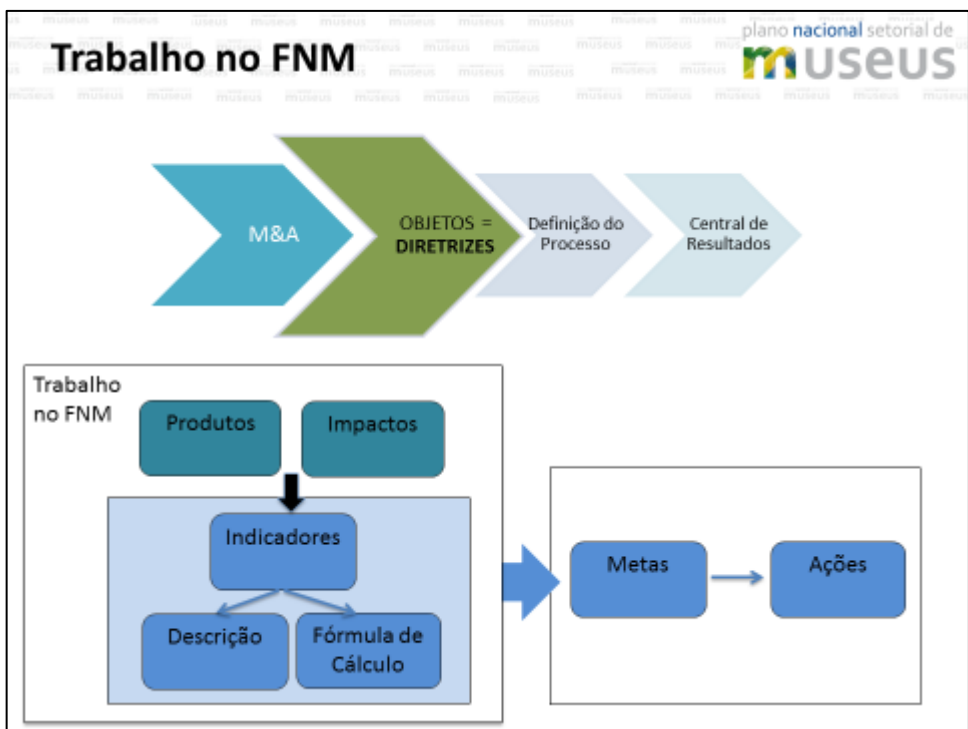 Trabalho no FNM
plano nacional setorial de
museus
M&A
OBJETOS =
DIRETRIZES
Definição do
Processo
Central de
Resultados
Trabalho
no FNM
Produtos
Impactos
Indicadores
Descrição
Fórmula de
Cálculo
Metas
Ações